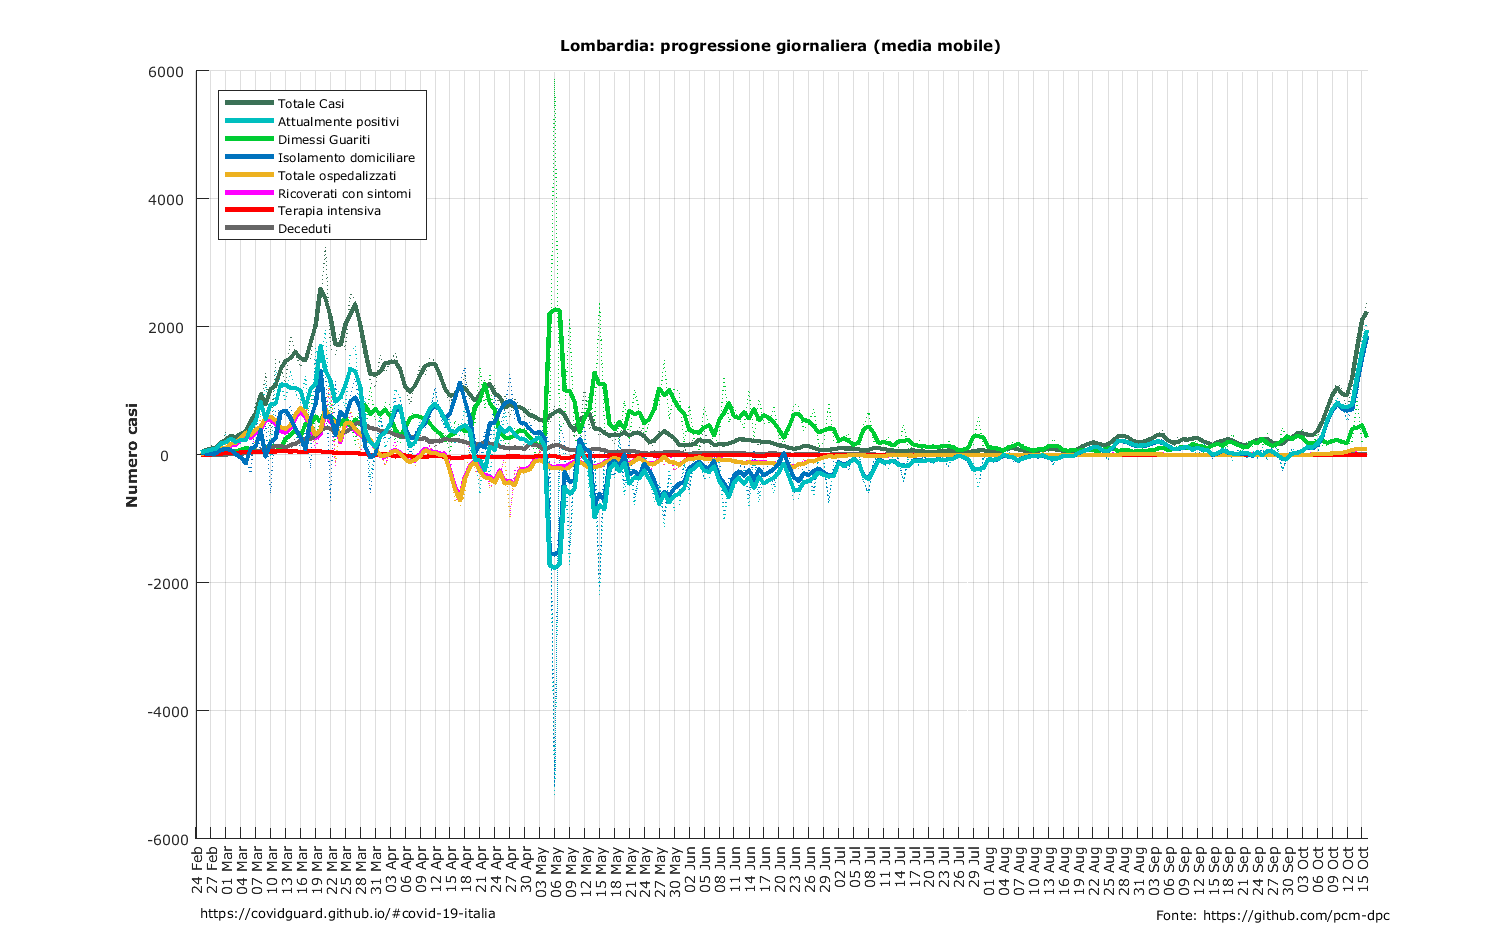 Lombardia: progressione giornaliera (media mobile)
Numero casi
6000
4000
2000
0
-2000
-4000
-6000
Totale Casi
Attualmente positivi
Dimessi Guariti
Isolamento domiciliare
Totale ospedalizzati
Ricoverati con sintomi
Terapia intensiva
Deceduti
24 Feb
27 Feb
01 Mar
04 Mar
07 Mar
10 Mar
13 Mar
16 Mar
19 Mar
22 Mar
25 Mar
28 Mar
31 Mar
03 Apr
06 Apr
09 Apr
12 Apr
15 Apr
18 Apr
21 Apr
24 Apr
27 Apr
30 Apr
03 May
06 May
09 May
12 May
15 May
18 May
21 May
24 May
27 May
30 May
02 Jun
05 Jun
08 Jun
11 Jun
14 Jun
17 Jun
20 Jun
23 Jun
26 Jun
29 Jun
02 Jul
05 Jul
08 Jul
11 Jul
14 Jul
17 Jul
20 Jul
23 Jul
26 Jul
29 Jul
01 Aug
04 Aug
07 Aug
10 Aug
13 Aug
16 Aug
19 Aug
22 Aug
25 Aug
28 Aug
31 Aug
03 Sep
06 Sep
09 Sep
12 Sep
15 Sep
18 Sep
21 Sep
24 Sep
27 Sep
30 Sep
03 Oct
06 Oct
09 Oct
12 Oct
15 Oct
https://covidguard.github.io/#covid-19-italia
Fonte: https://github.com/pcm-dpc